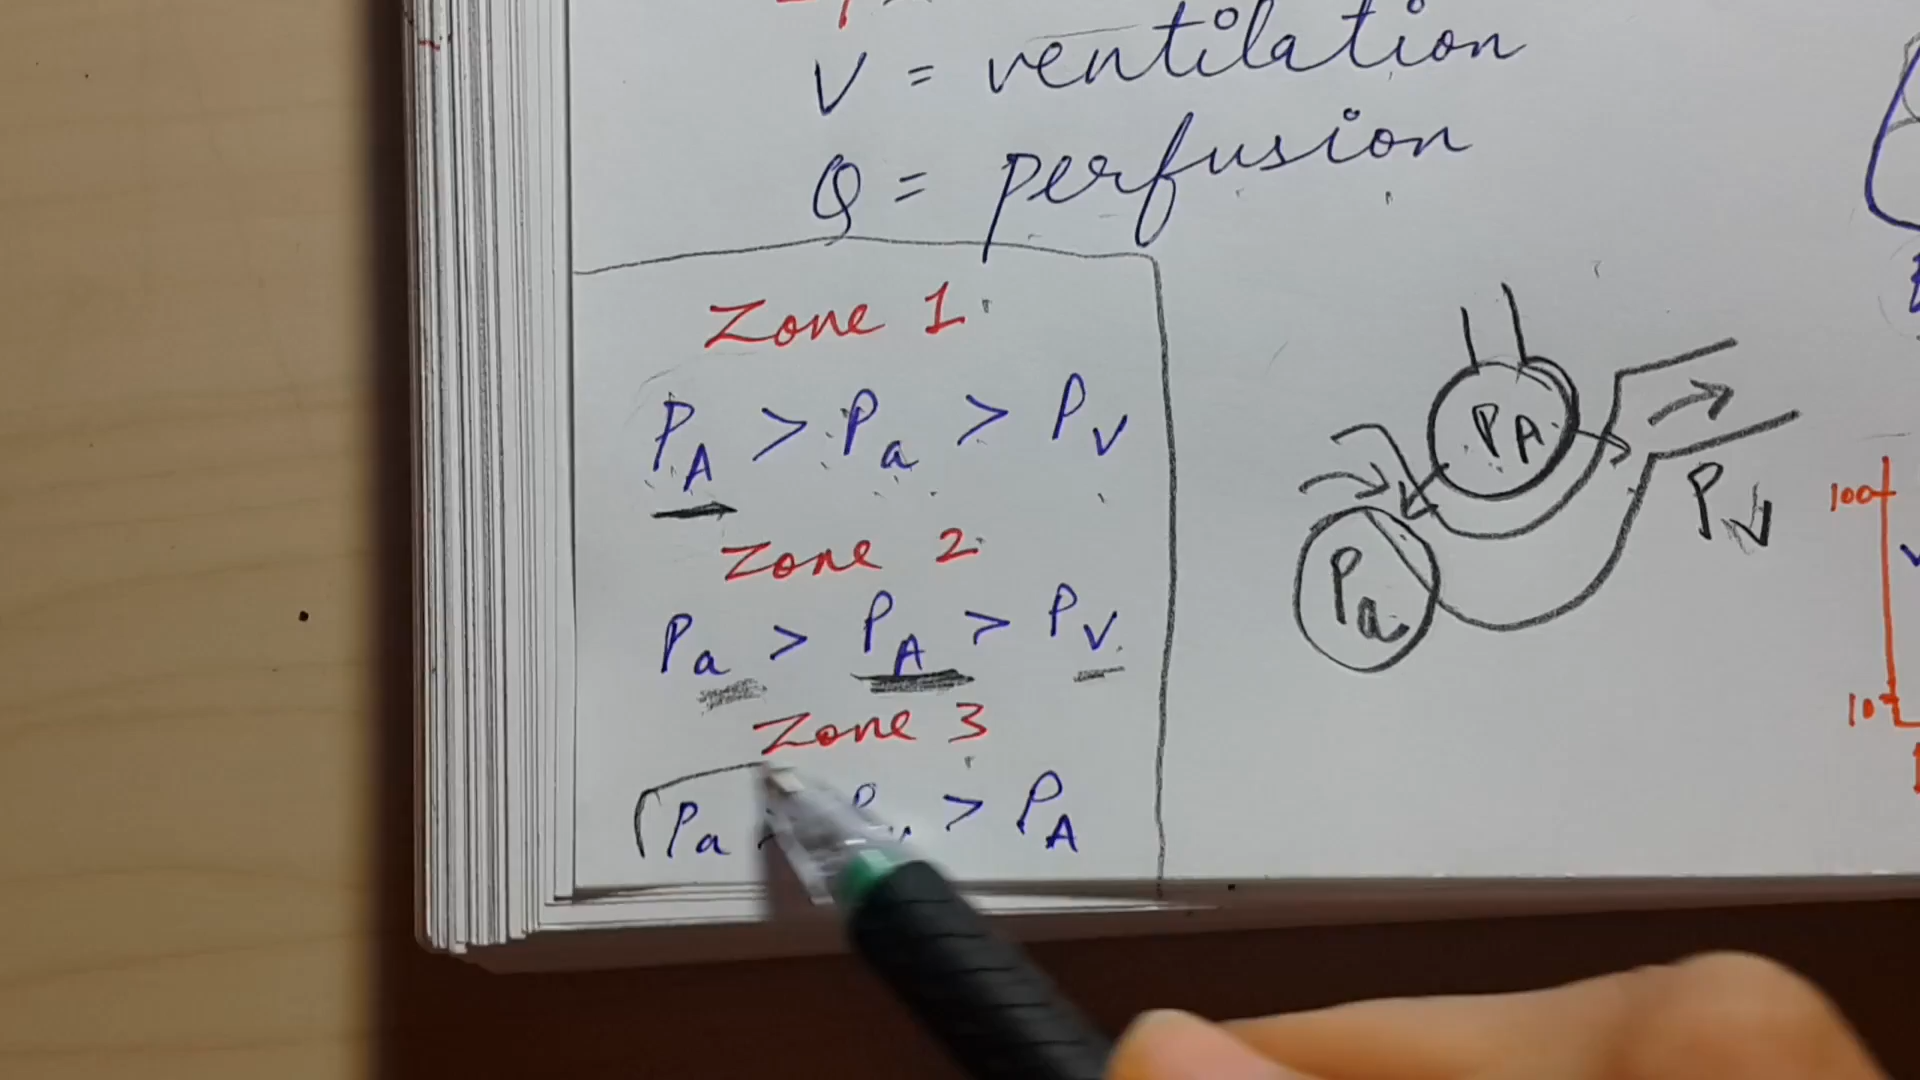 V = ventilation
Q = perfusion
Zone 1
PA > Pa > PV
Zone 2
Pa > PA > PV
Zone 3
Pa > > PA
PA
Pa
PV
100
10